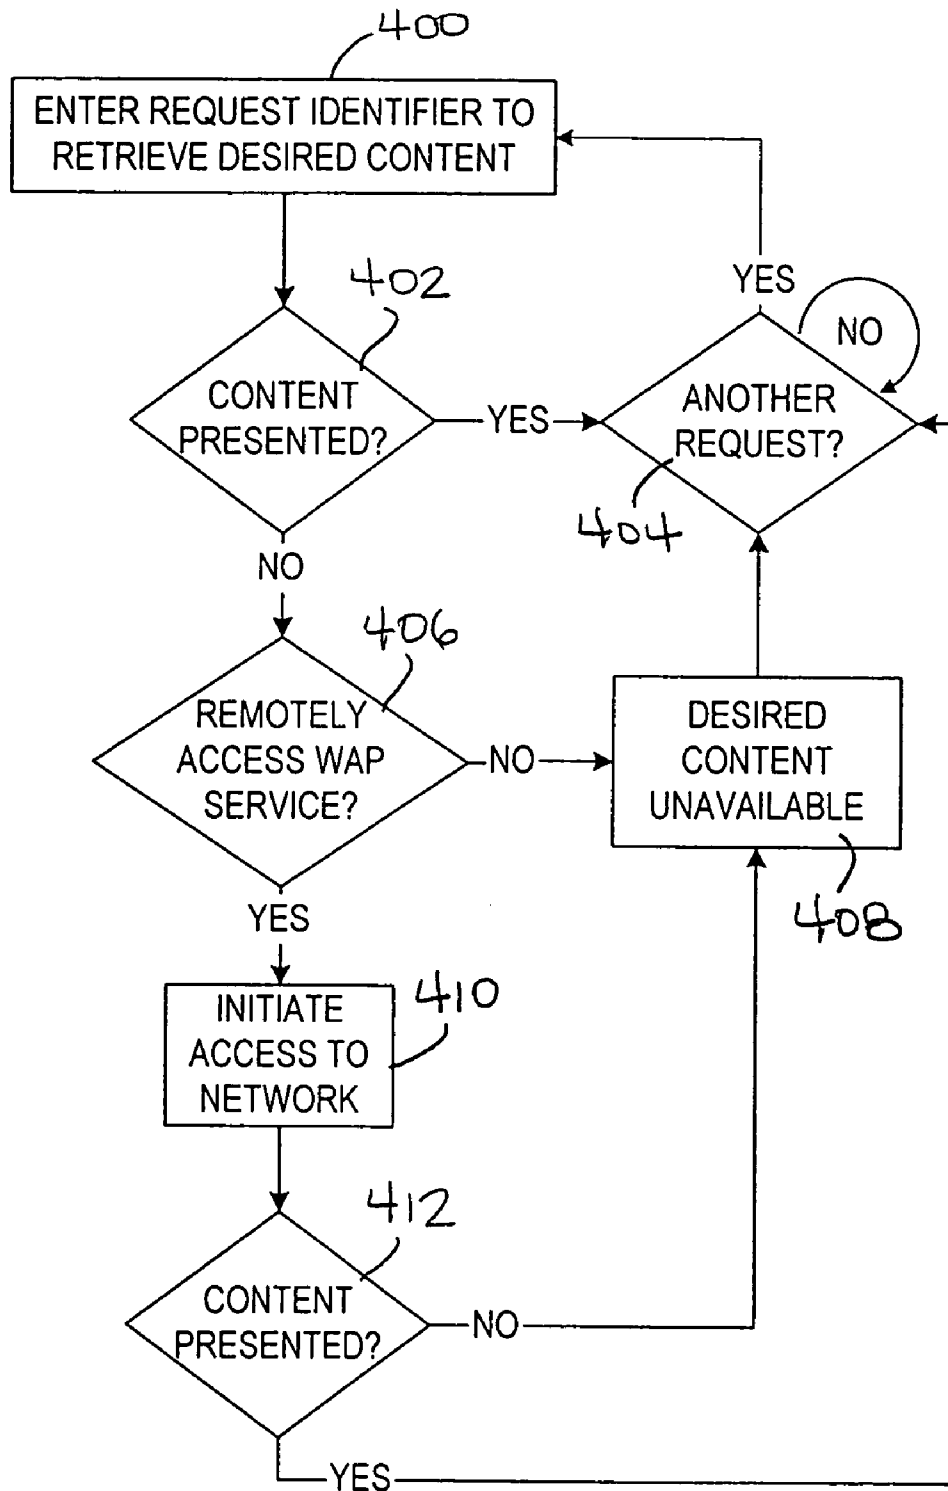 400
ENTER REQUEST IDENTIFIER TO
RETRIEVE DESIRED CONTENT
402
YES
NO
CONTENT
PRESENTED?
YES
ANOTHER
REQUEST?
404
NO
406
REMOTELY
ACCESS WAP
SERVICE?
NO
DESIRED
CONTENT
UNAVAILABLE
408
YES
410
INITIATE
ACCESS TO
NETWORK
412
CONTENT
PRESENTED?
NO
YES